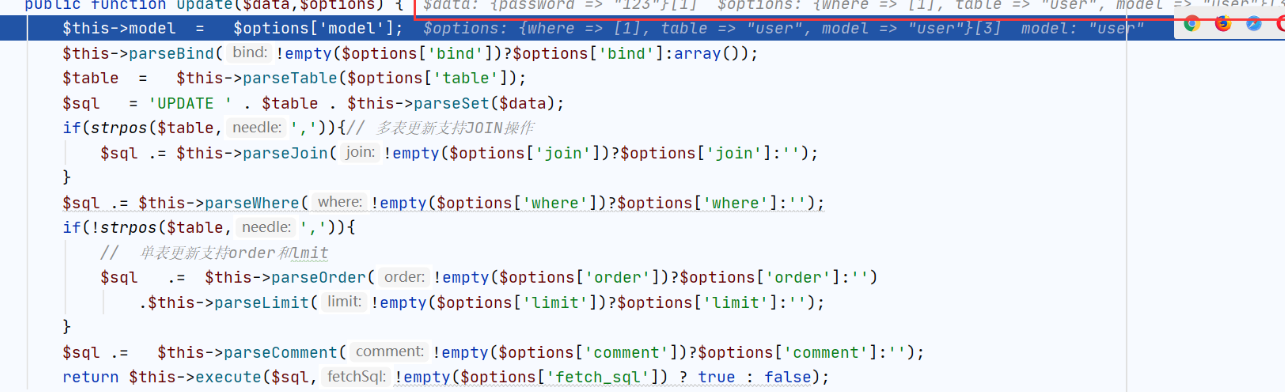 public function update($data,$options) { $data: {password => "123"}[1] $options: {where => [1], table => "user", model => "user"}[3]
$this->model = $options['model']; $options: {where => [1], table => "user", model => "user"}[3] model: "user"
$this->parseBind( bind: !empty($options['bind'])?$options['bind']:array());
$table = $this->parseTable($options['table']);
$sql = 'UPDATE ' . $table . $this->parseSet($data);
if(strpos($table, needle: ',')){// 多表更新支持JOIN操作
$sql .= $this->parseJoin( join: !empty($options['join'])?$options['join']:'');
}
$sql .= $this->parseWhere( where: !empty($options['where'])?$options['where']:'');
if(!strpos($table, needle: ',')){
// 单表更新支持order和lmit
$sql .= $this->parseOrder( order: !empty($options['order'])?$options['order']:'')
.$this->parseLimit( limit: !empty($options['limit'])?$options['limit']:'');
}
$sql .= $this->parseComment( comment: !empty($options['comment'])?$options['comment']:'');
return $this->execute($sql, fetchSql: !empty($options['fetch_sql']) ? true : false);